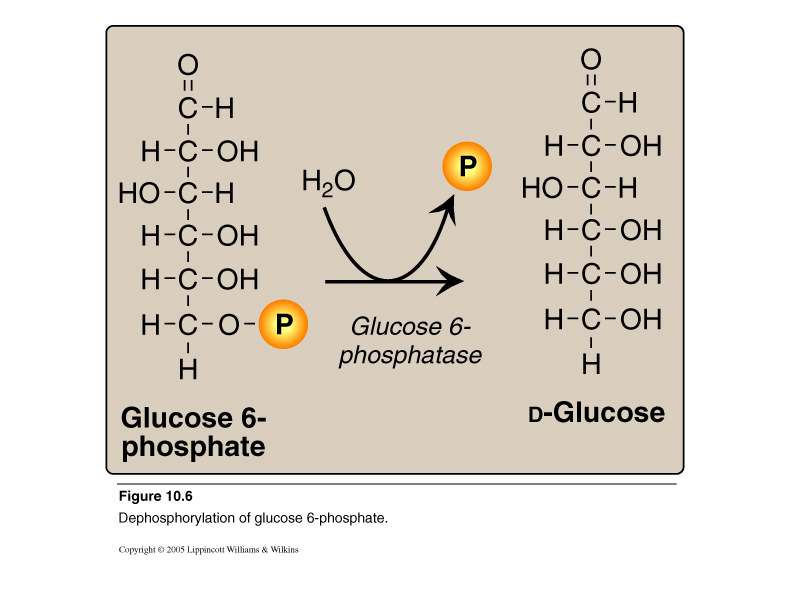 O
C–H
H–C–OH
HO–C–H
H–C–OH
H–C–OH
H–C–O–P
H
Glucose 6-
phosphate
H₂O
P
Glucose 6-
phosphatase
O
C–H
H–C–OH
HO–C–H
H–C–OH
H–C–OH
H–C–OH
H
D-Glucose
Figure 10.6
Dephosphorylation of glucose 6-phosphate.
Copyright © 2005 Lippincott Williams & Wilkins